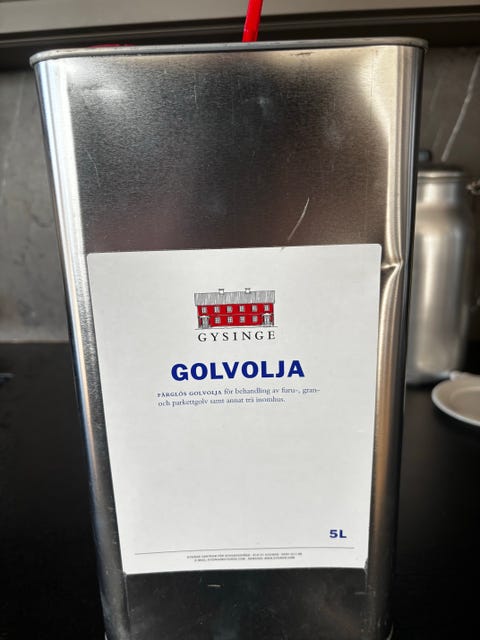 GYSINGE
GOLVOLJA
FÄRGLÖS GOLVOLJA för behandling av furu-, gran-
och parkettgolv samt annat trä inomhus.
5L